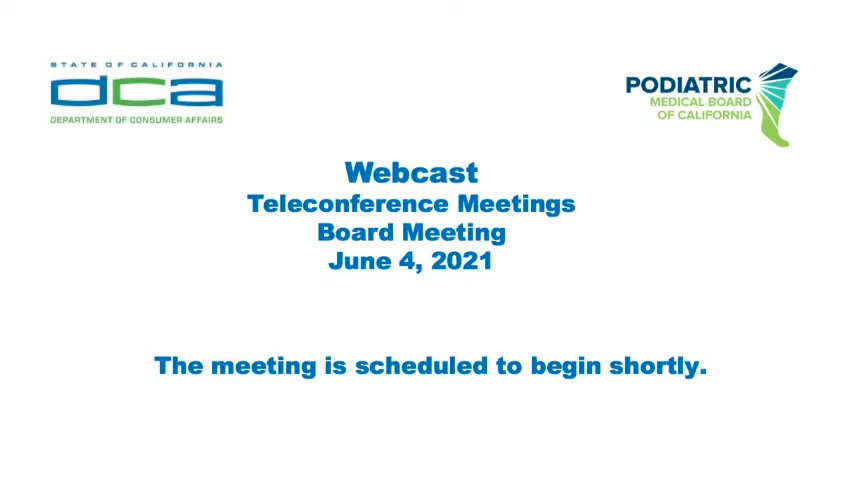 STATE OF CALIFORNIA
dca
DEPARTMENT OF CONSUMER AFFAIRS
PODIATRIC
MEDICAL BOARD
OF CALIFORNIA
Webcast
Teleconference Meetings
Board Meeting
June 4, 2021
The meeting is scheduled to begin shortly.